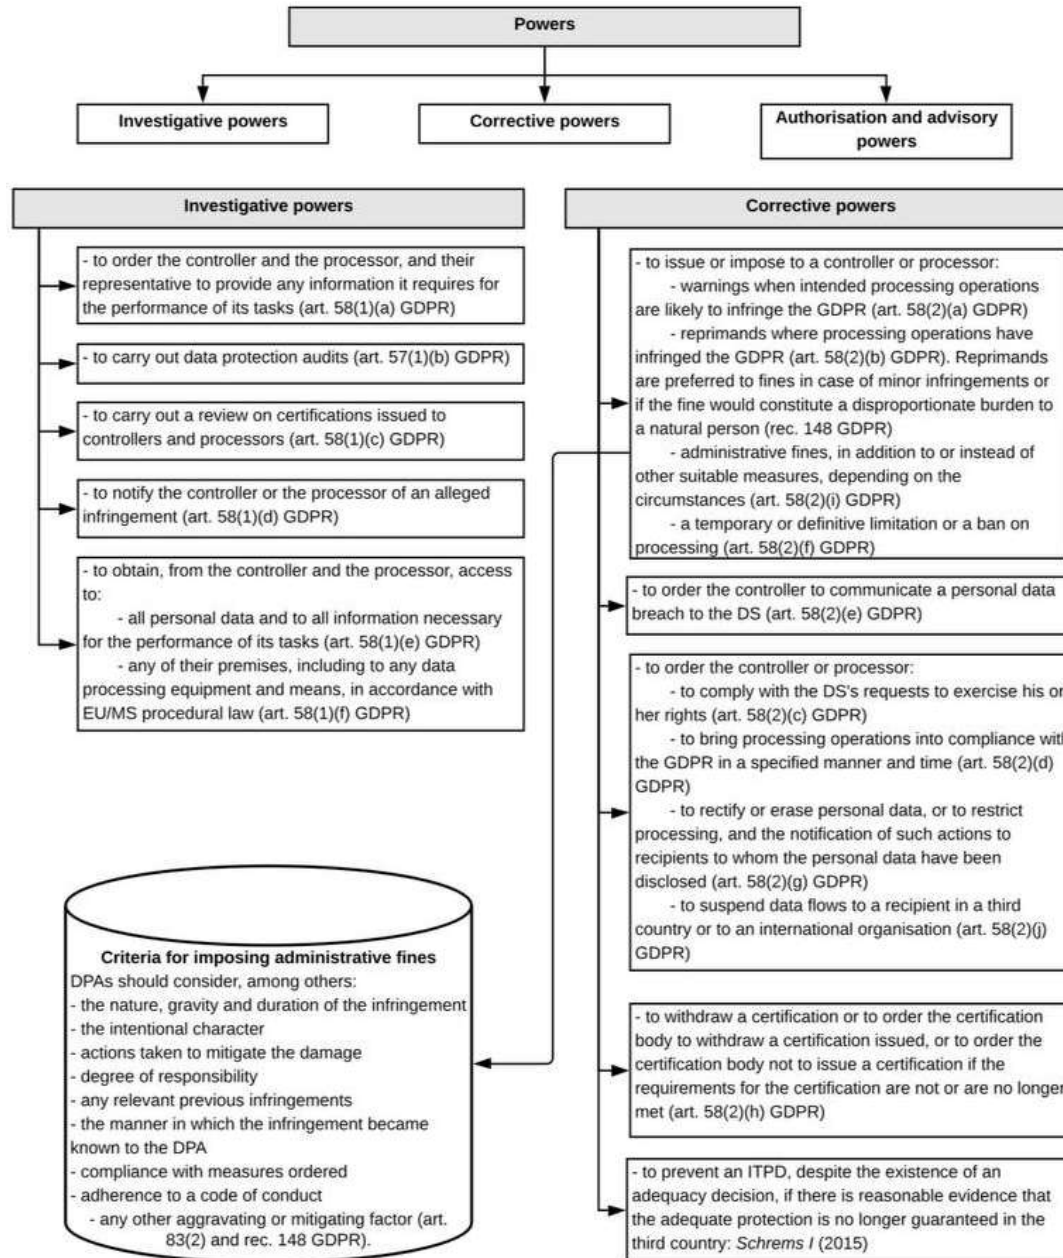 Powers
Investigative powers
Corrective powers
Authorisation and advisory
powers
Investigative powers
- to order the controller and the processor, and their
representative to provide any information it requires for
the performance of its tasks (art. 58(1)(a) GDPR)
- to carry out data protection audits (art. 57(1)(b) GDPR)
- to carry out a review on certifications issued to
controllers and processors (art. 58(1)(c) GDPR)
- to notify the controller or the processor of an alleged
infringement (art. 58(1)(d) GDPR)
- to obtain, from the controller and the processor, access
to:
- all personal data and to all information necessary
for the performance of its tasks (art. 58(1)(e) GDPR)
- any of their premises, including to any data
processing equipment and means, in accordance with
EU/MS procedural law (art. 58(1)(f) GDPR)
Criteria for imposing administrative fines
DPAs should consider, among others:
- the nature, gravity and duration of the infringement
- the intentional character
- actions taken to mitigate the damage
- degree of responsibility
- any relevant previous infringements
- the manner in which the infringement became
known to the DPA
- compliance with measures ordered
- adherence to a code of conduct
- any other aggravating or mitigating factor (art.
83(2) and rec. 148 GDPR).
Corrective powers
- to issue or impose to a controller or processor:
- warnings when intended processing operations
are likely to infringe the GDPR (art. 58(2)(a) GDPR)
- reprimands where processing operations have
infringed the GDPR (art. 58(2)(b) GDPR). Reprimands
are preferred to fines in case of minor infringements or
if the fine would constitute a disproportionate burden to
a natural person (rec. 148 GDPR)
- administrative fines, in addition to or instead of
other suitable measures, depending on the
circumstances (art. 58(2)(i) GDPR)
- a temporary or definitive limitation or a ban on
processing (art. 58(2)(f) GDPR)
- to order the controller to communicate a personal data
breach to the DS (art. 58(2)(e) GDPR)
- to order the controller or processor:
- to comply with the DS's requests to exercise his or
her rights (art. 58(2)(c) GDPR)
- to bring processing operations into compliance with
the GDPR in a specified manner and time (art. 58(2)(d)
GDPR)
- to rectify or erase personal data, or to restrict
processing, and the notification of such actions to
recipients to whom the personal data have been
disclosed (art. 58(2)(g) GDPR)
- to suspend data flows to a recipient in a third
country or to an international organisation (art. 58(2)(j)
GDPR)
- to withdraw a certification or to order the certification
body to withdraw a certification issued, or to order the
certification body not to issue a certification if the
requirements for the certification are not or are no longer
met (art. 58(2)(h) GDPR)
- to prevent an ITPD, despite the existence of an
adequacy decision, if there is reasonable evidence that
the adequate protection is no longer guaranteed in the
third country: Schrems I (2015)